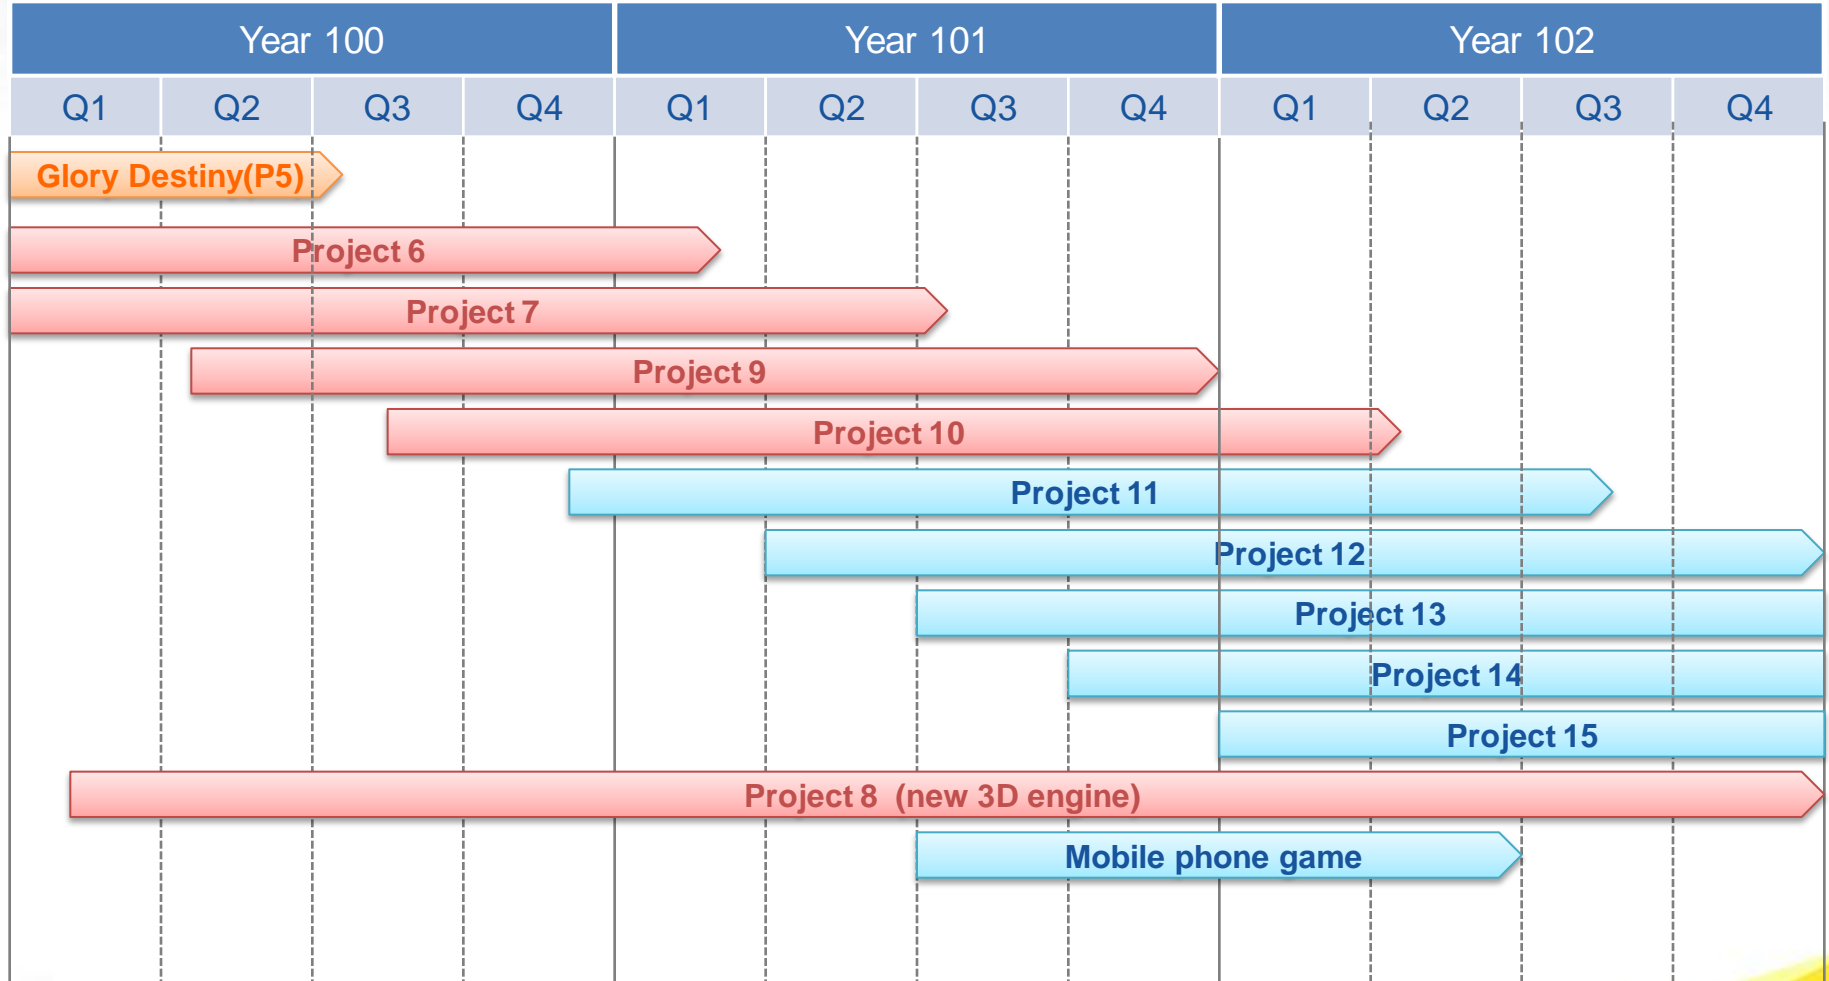 Year 100 Year 101 Year 102
Q1 Q2 Q3 Q4 Q1 Q2 Q3 Q4 Q1 Q2 Q3 Q4
Glory Destiny(P5)
Project 6
Project 7
Project 9
Project 10
Project 11
Project 12
Project 13
Project 14
Project 15
Project 8 (new 3D engine)
Mobile phone game